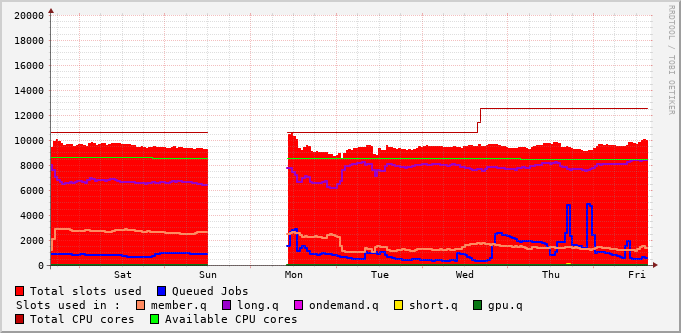 20000
18000
16000
14000
12000
10000
8000
6000
4000
2000
0
Sat Sun Mon Tue Wed Thu Fri
RRDTOOL / TOBI OETIKER
Total slots used Queued Jobs
Slots used in : member.q long.q ondemand.q short.q gpu.q
Total CPU cores Available CPU cores